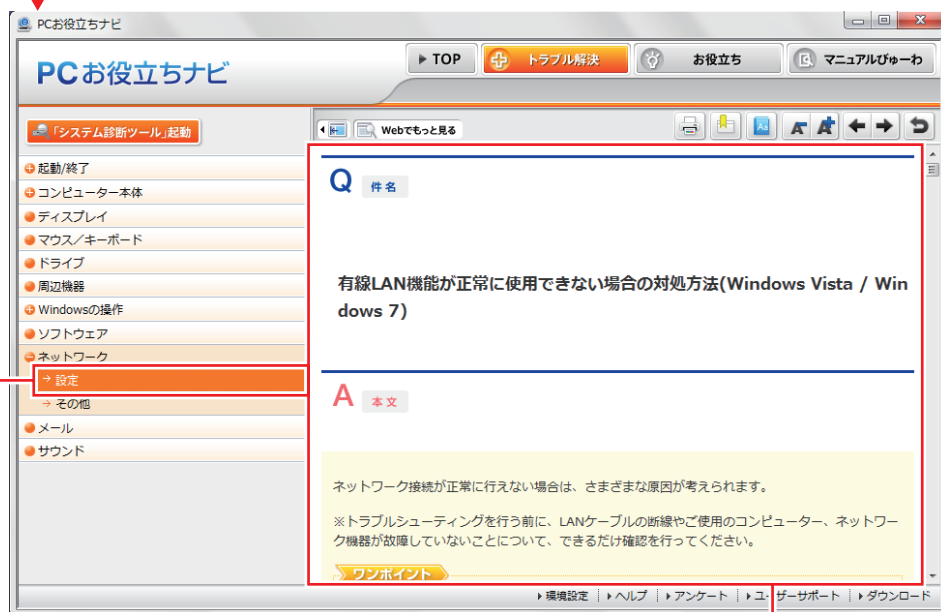 PCお役立ちナビ
PCお役立ちナビ
TOP
トラブル解決
お役立ち
マニュアルびゅーわ
「システム診断ツール」起動
起動/終了
コンピューター本体
ディスプレイ
マウス/キーボード
ドライブ
周辺機器
Windowsの操作
ソフトウェア
ネットワーク
→ 設定
→ その他
メール
サウンド
Webでもっと見る
Q 件名
有線LAN機能が正常に使用できない場合の対処方法(Windows Vista / Win
dows 7)
A 本文
ネットワーク接続が正常に行えない場合は、さまざまな原因が考えられます。
※トラブルシューティングを行う前に、LANケーブルの断線やご使用のコンピューター、ネットワー
ク機器が故障していないことについて、できるだけ確認を行ってください。
ワンポイント
環境設定
ヘルプ
アンケート
ユーザーサポート
ダウンロード